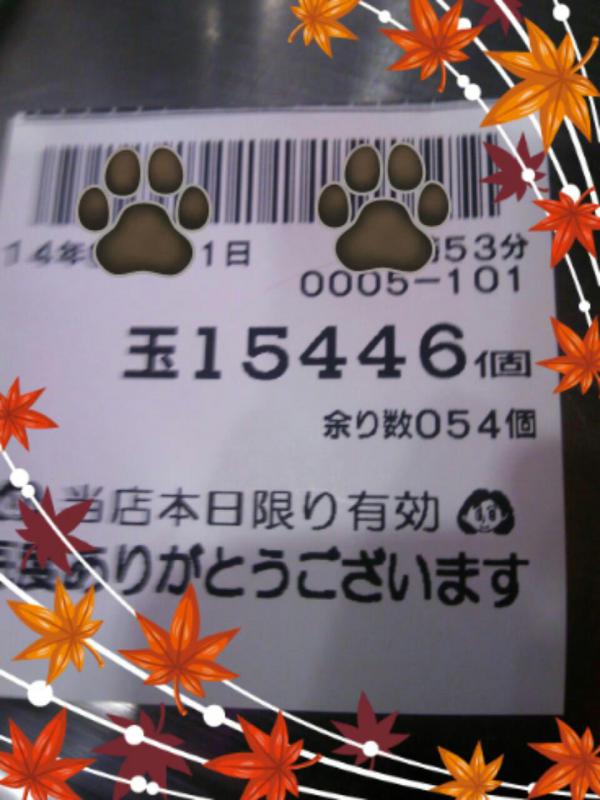 14年 1日 53分
0005-101
玉15446個
余り数054個
当店本日限り有効
毎度ありがとうございます